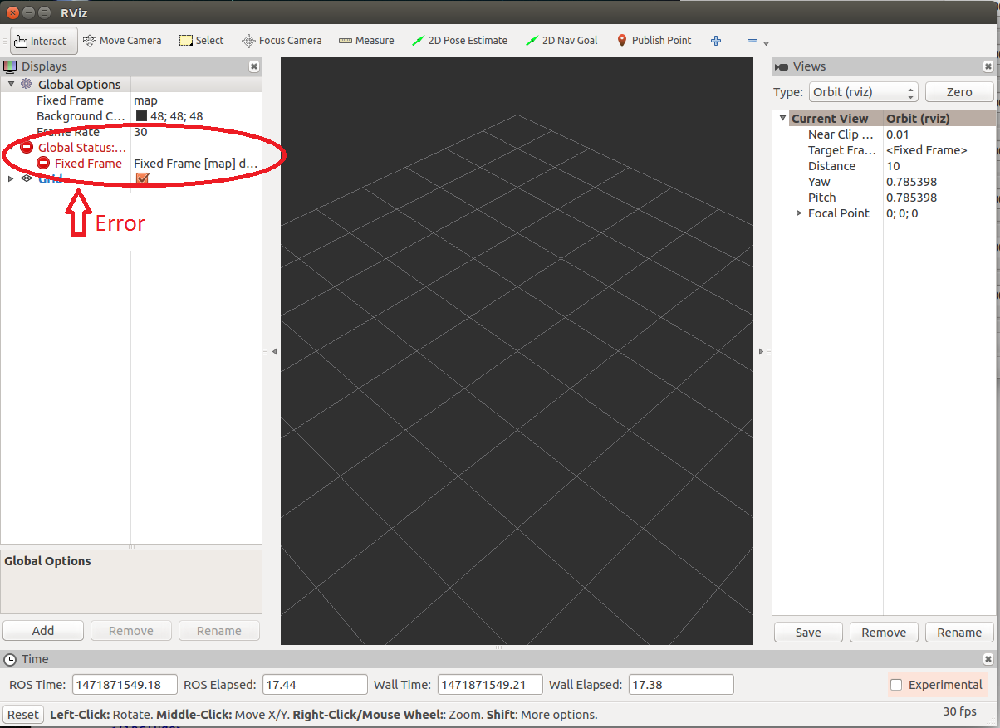 RViz
Interact Move Camera Select Focus Camera Measure 2D Pose Estimate 2D Nav Goal Publish Point
Displays
Global Options
Fixed Frame map
Background C... 48; 48; 48
Frame Rate 30
Global Status:...
Fixed Frame Fixed Frame [map] d...
Grid
Error
Global Options
Add Remove Rename
Views
Type: Orbit (rviz) Zero
Current View Orbit (rviz)
Near Clip ... 0.01
Target Fra... <Fixed Frame>
Distance 10
Yaw 0.785398
Pitch 0.785398
Focal Point 0; 0; 0
Save Remove Rename
Time
ROS Time: 1471871549.18 ROS Elapsed: 17.44 Wall Time: 1471871549.21 Wall Elapsed: 17.38 Experimental
Reset Left-Click: Rotate. Middle-Click: Move X/Y. Right-Click/Mouse Wheel:: Zoom. Shift: More options. 30 fps